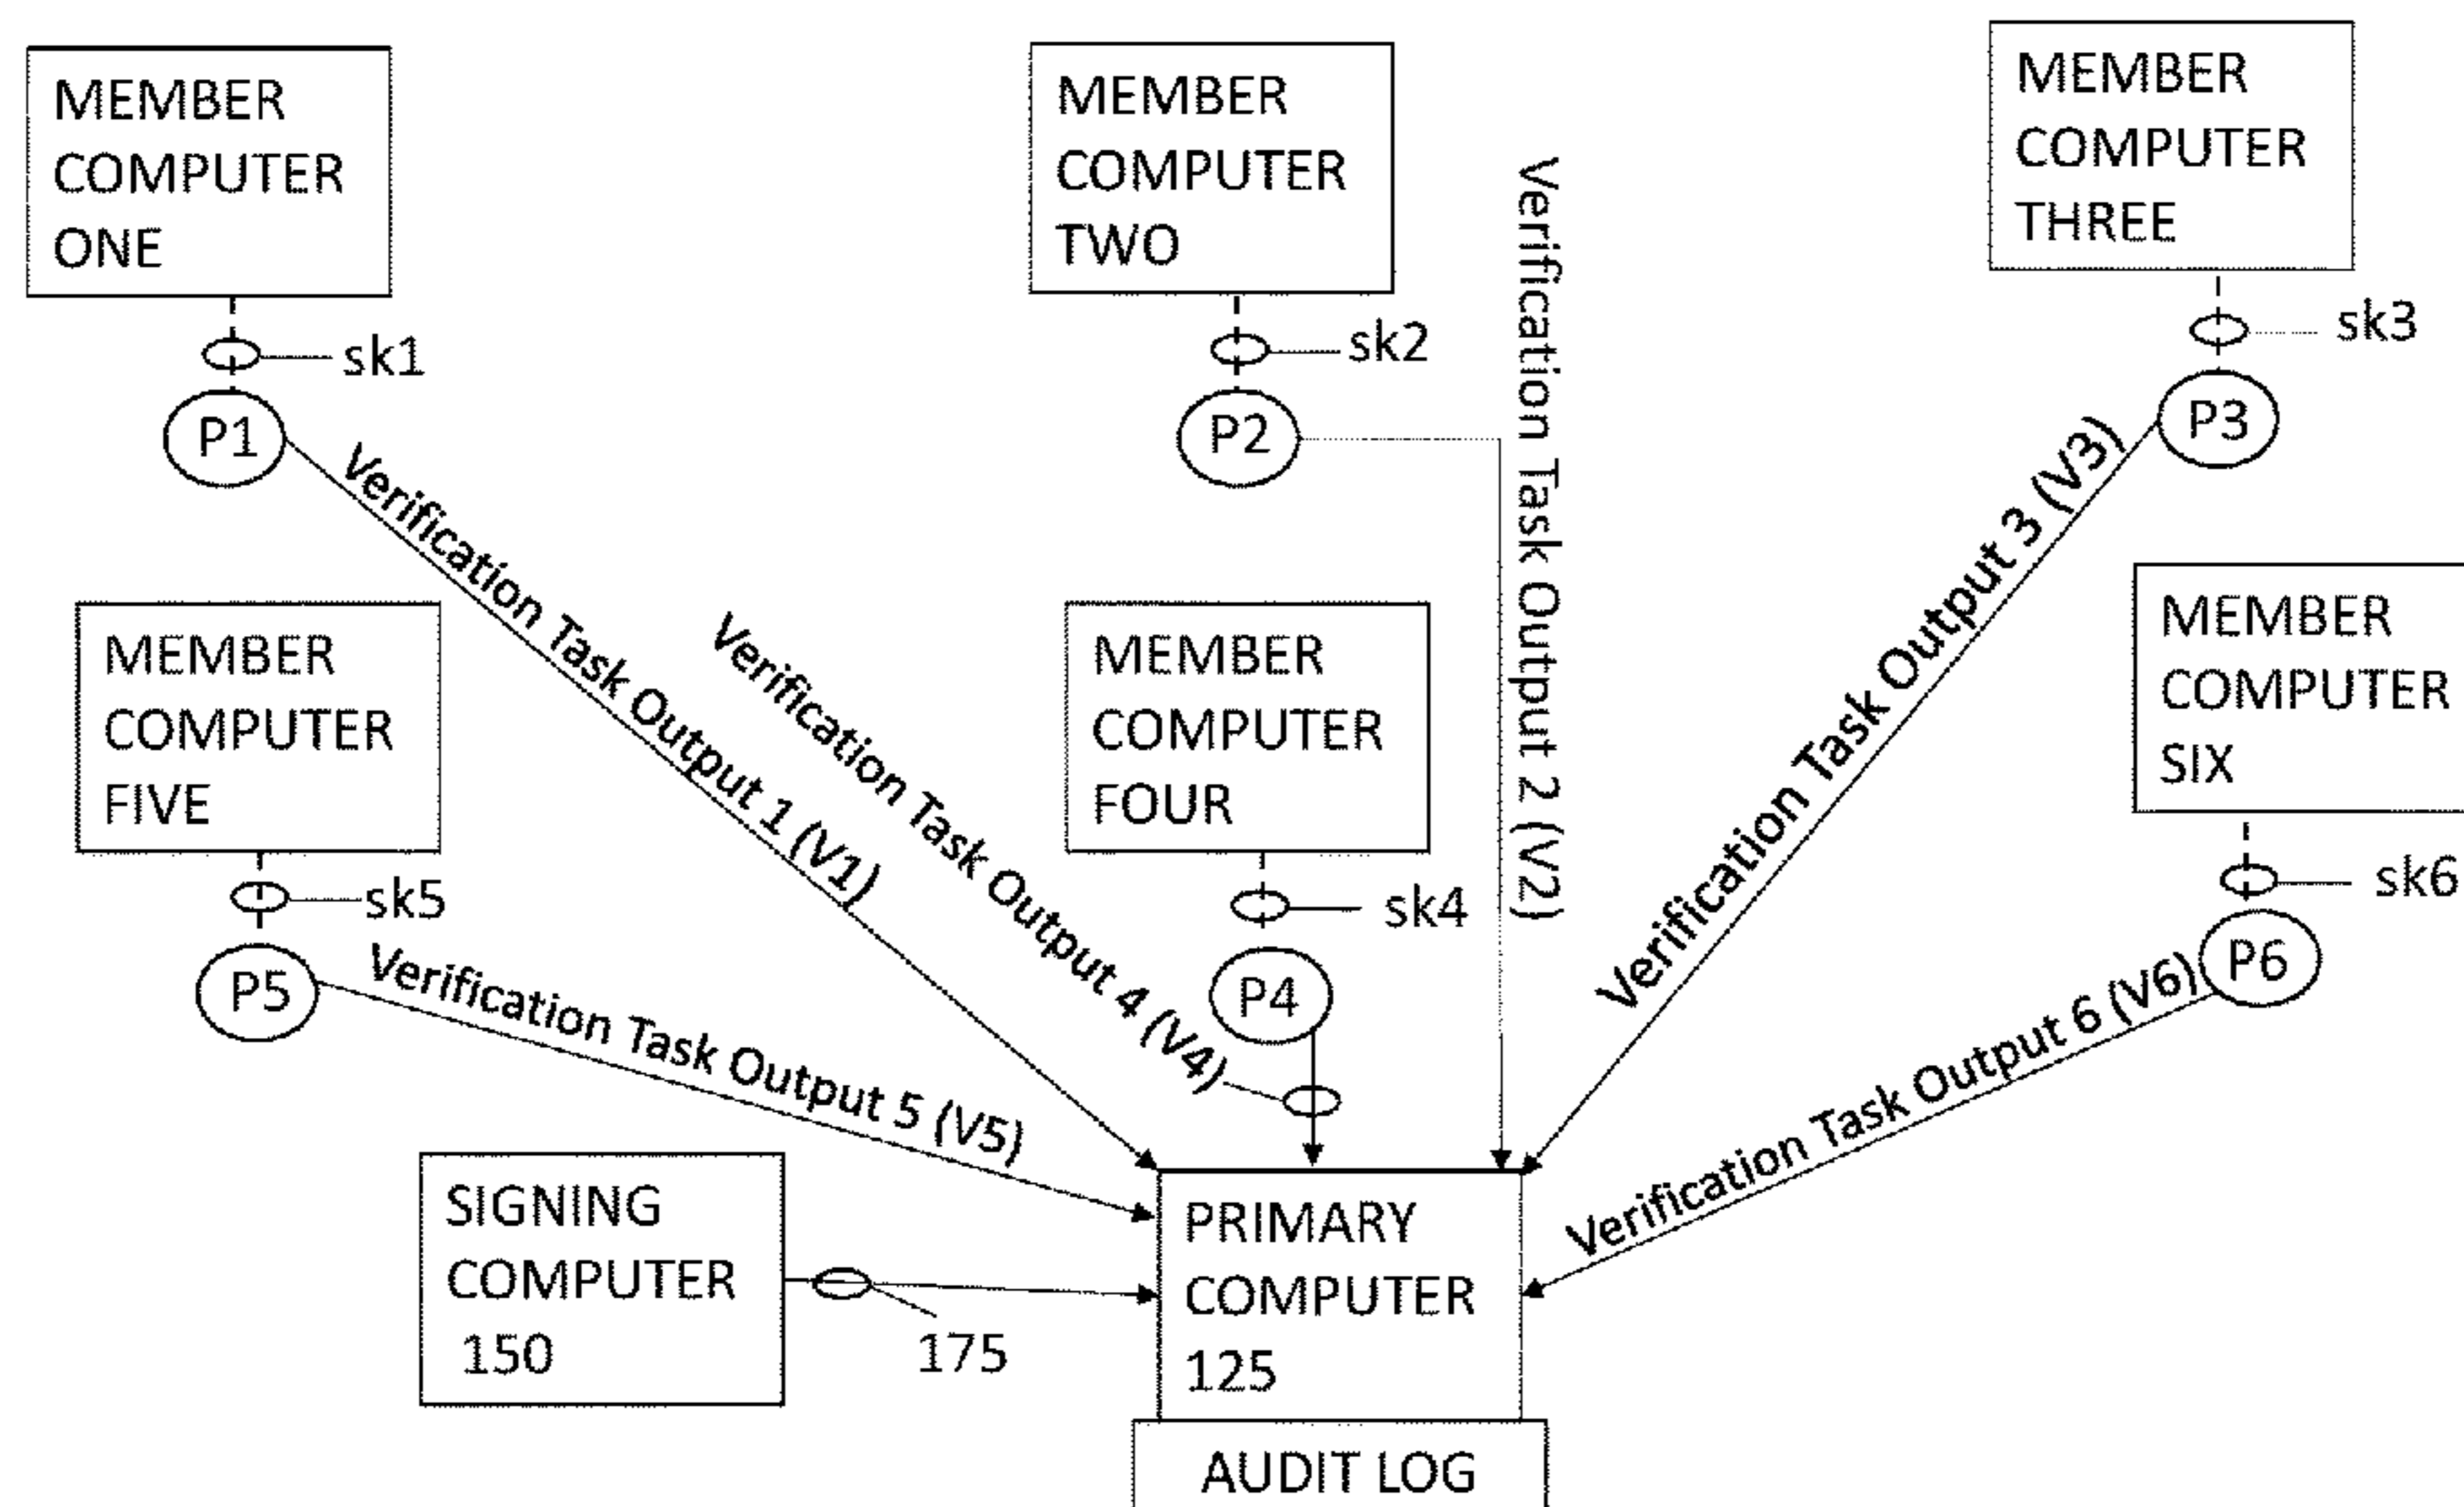 MEMBER
COMPUTER
ONE
sk1
P1
Verification Task Output 1 (V1)
MEMBER
COMPUTER
TWO
sk2
P2
Verification Task Output 2 (V2)
MEMBER
COMPUTER
THREE
sk3
P3
Verification Task Output 3 (V3)
MEMBER
COMPUTER
FIVE
sk5
P5
Verification Task Output 5 (V5)
MEMBER
COMPUTER
FOUR
sk4
P4
Verification Task Output 4 (V4)
MEMBER
COMPUTER
SIX
sk6
P6
Verification Task Output 6 (V6)
SIGNING
COMPUTER
150
175
PRIMARY
COMPUTER
125
AUDIT LOG